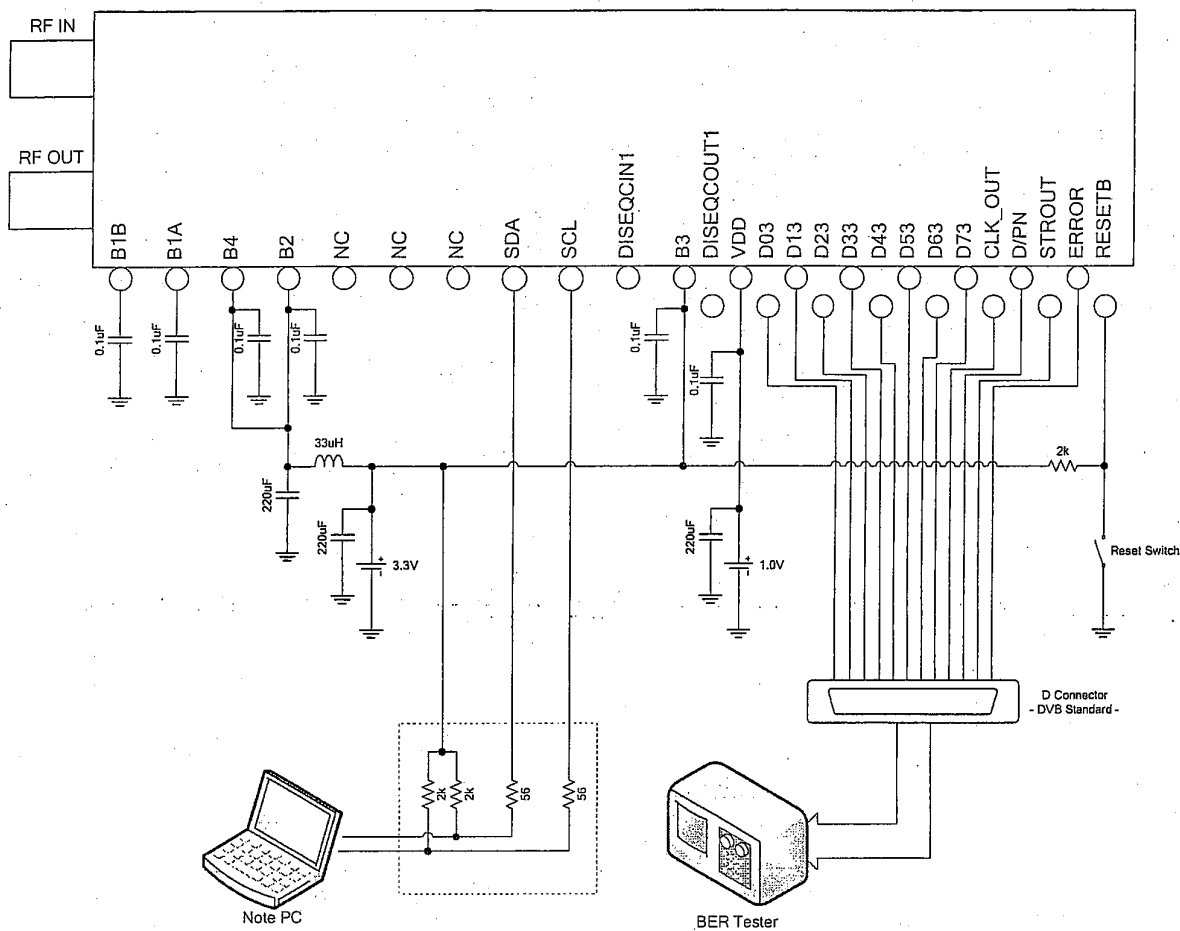 RF IN
RF OUT
B1B
B1A
B4
B2
NC
NC
NC
SDA
SCL
DISEQCIN1
B3
DISEQCOUT1
VDD
D03
D13
D23
D33
D43
D53
D63
D73
CLK_OUT
D/PN
STROUT
ERROR
RESETB
0.1uF
0.1uF
0.1uF
0.1uF
0.1uF
0.1uF
33uH
2k
220uF
220uF
+
-
3.3V
220uF
+
-
1.0V
Reset Switch
D Connector
- DVB Standard -
2k
2k
56
56
Note PC
BER Tester